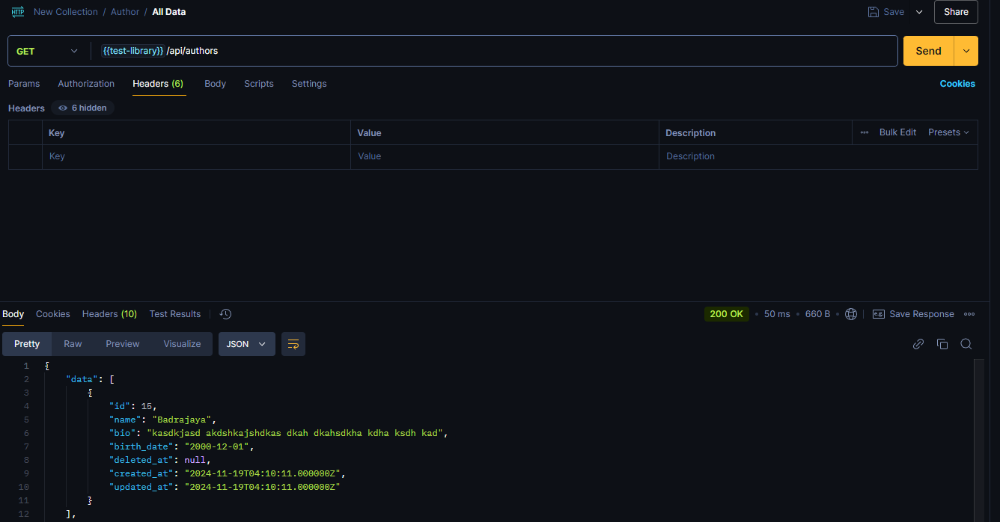 HTTP New Collection / Author / All Data Save Share
GET {{test-library}} /api/authors Send
Params Authorization Headers (6) Body Scripts Settings Cookies
Headers 6 hidden
Key Value Description Bulk Edit Presets
Key Value Description
Body Cookies Headers (10) Test Results 200 OK 50 ms 660 B e.g. Save Response
Pretty Raw Preview Visualize JSON
1 {
2 "data": [
3 {
4 "id": 15,
5 "name": "Badrajaya",
6 "bio": "kasdkjasd akdshkajshdkas dkah dkahsdkha kdha ksdh kad",
7 "birth_date": "2000-12-01",
8 "deleted_at": null,
9 "created_at": "2024-11-19T04:10:11.000000Z",
10 "updated_at": "2024-11-19T04:10:11.000000Z"
11 }
12 ],